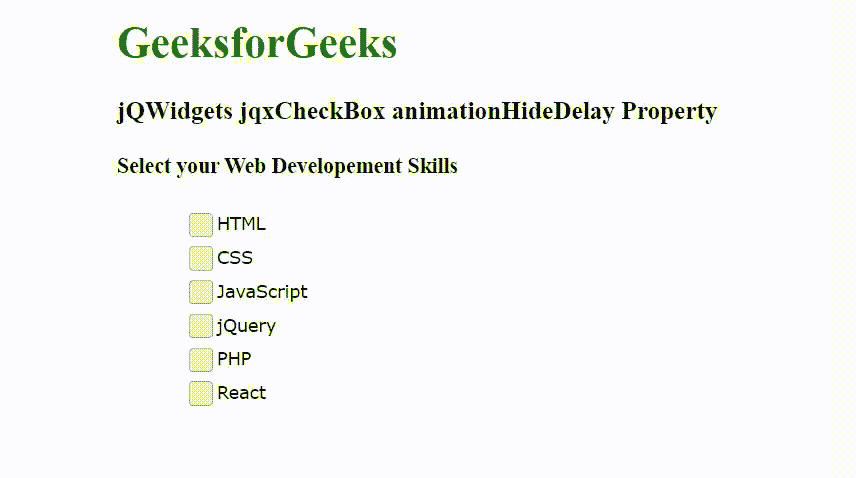 GeeksforGeeks
jQWidgets jqxCheckBox animationHideDelay Property
Select your Web Developement Skills
HTML
CSS
JavaScript
jQuery
PHP
React